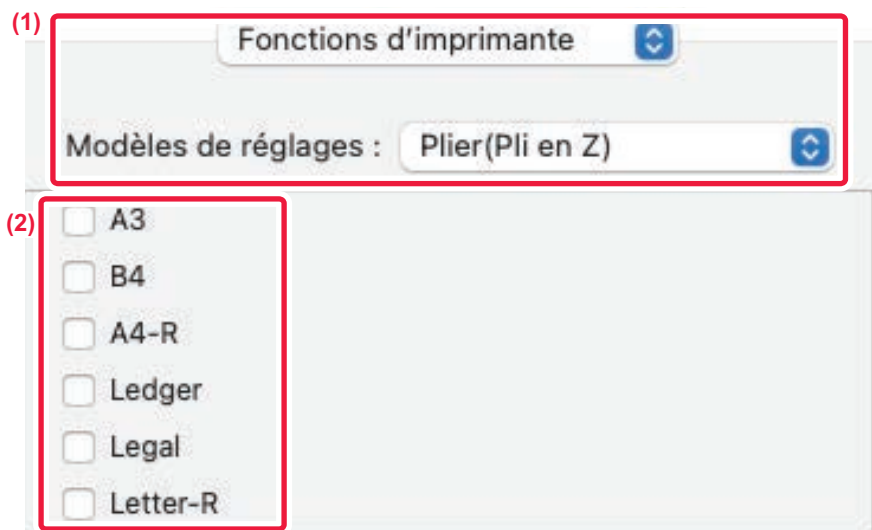 (1)
Fonctions d'imprimante
Modèles de réglages : Plier(Pli en Z)
(2)
A3
B4
A4-R
Ledger
Legal
Letter-R